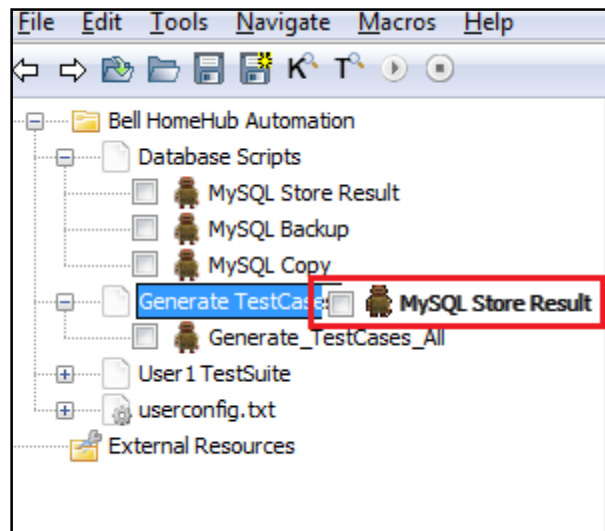 File Edit Tools Navigate Macros Help
K T
Bell HomeHub Automation
Database Scripts
MySQL Store Result
MySQL Backup
MySQL Copy
Generate TestCases MySQL Store Result
Generate_TestCases_All
User1 TestSuite
userconfig.txt
External Resources